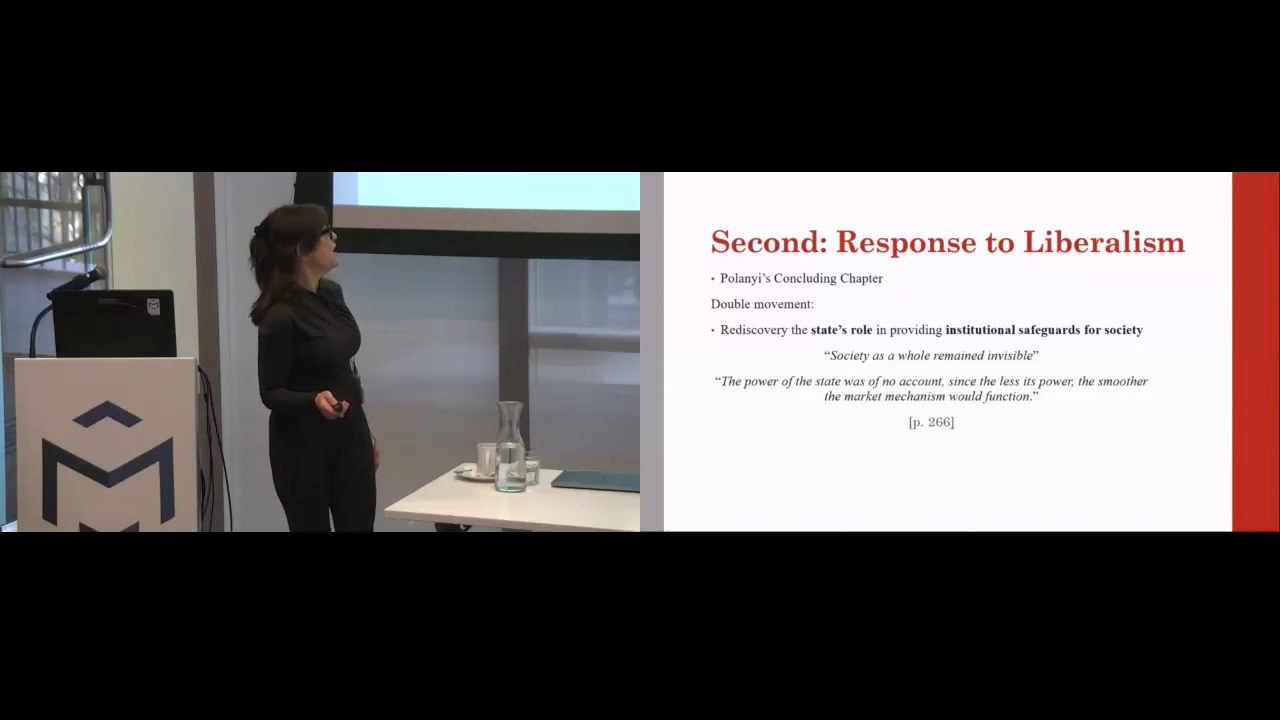 Second: Response to Liberalism
• Polanyi’s Concluding Chapter
Double movement:
• Rediscovery the state’s role in providing institutional safeguards for society
“Society as a whole remained invisible”
“The power of the state was of no account, since the less its power, the smoother
the market mechanism would function.”
[p. 266]